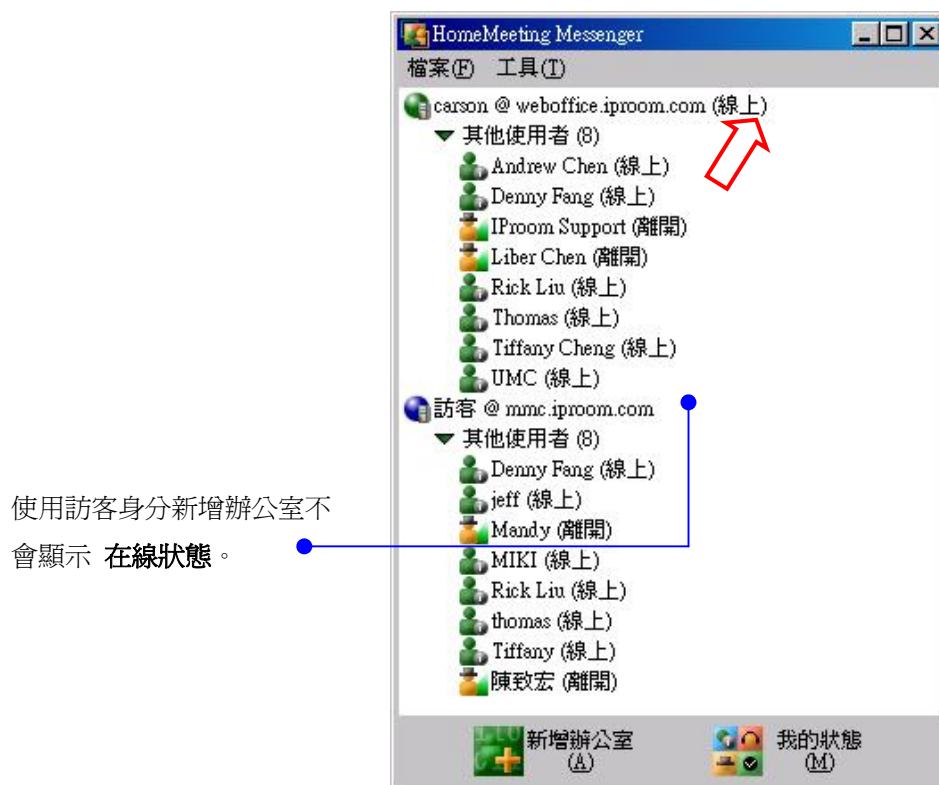 HomeMeeting Messenger
檔案(F) 工具(T)
carson @ weboffice.iproom.com (線上)
其他使用者 (8)
Andrew Chen (線上)
Denny Fang (線上)
IProom Support (離開)
Liber Chen (離開)
Rick Liu (線上)
Thomas (線上)
Tiffany Cheng (線上)
UMC (線上)
訪客 @ mmc.iproom.com
其他使用者 (8)
Denny Fang (線上)
jeff (線上)
Mandy (離開)
MIKI (線上)
Rick Liu (線上)
thomas (線上)
Tiffany (線上)
陳致宏 (離開)
新增辦公室
(A)
我的狀態
(M)
使用訪客身分新增辦公室不
會顯示 在線狀態。